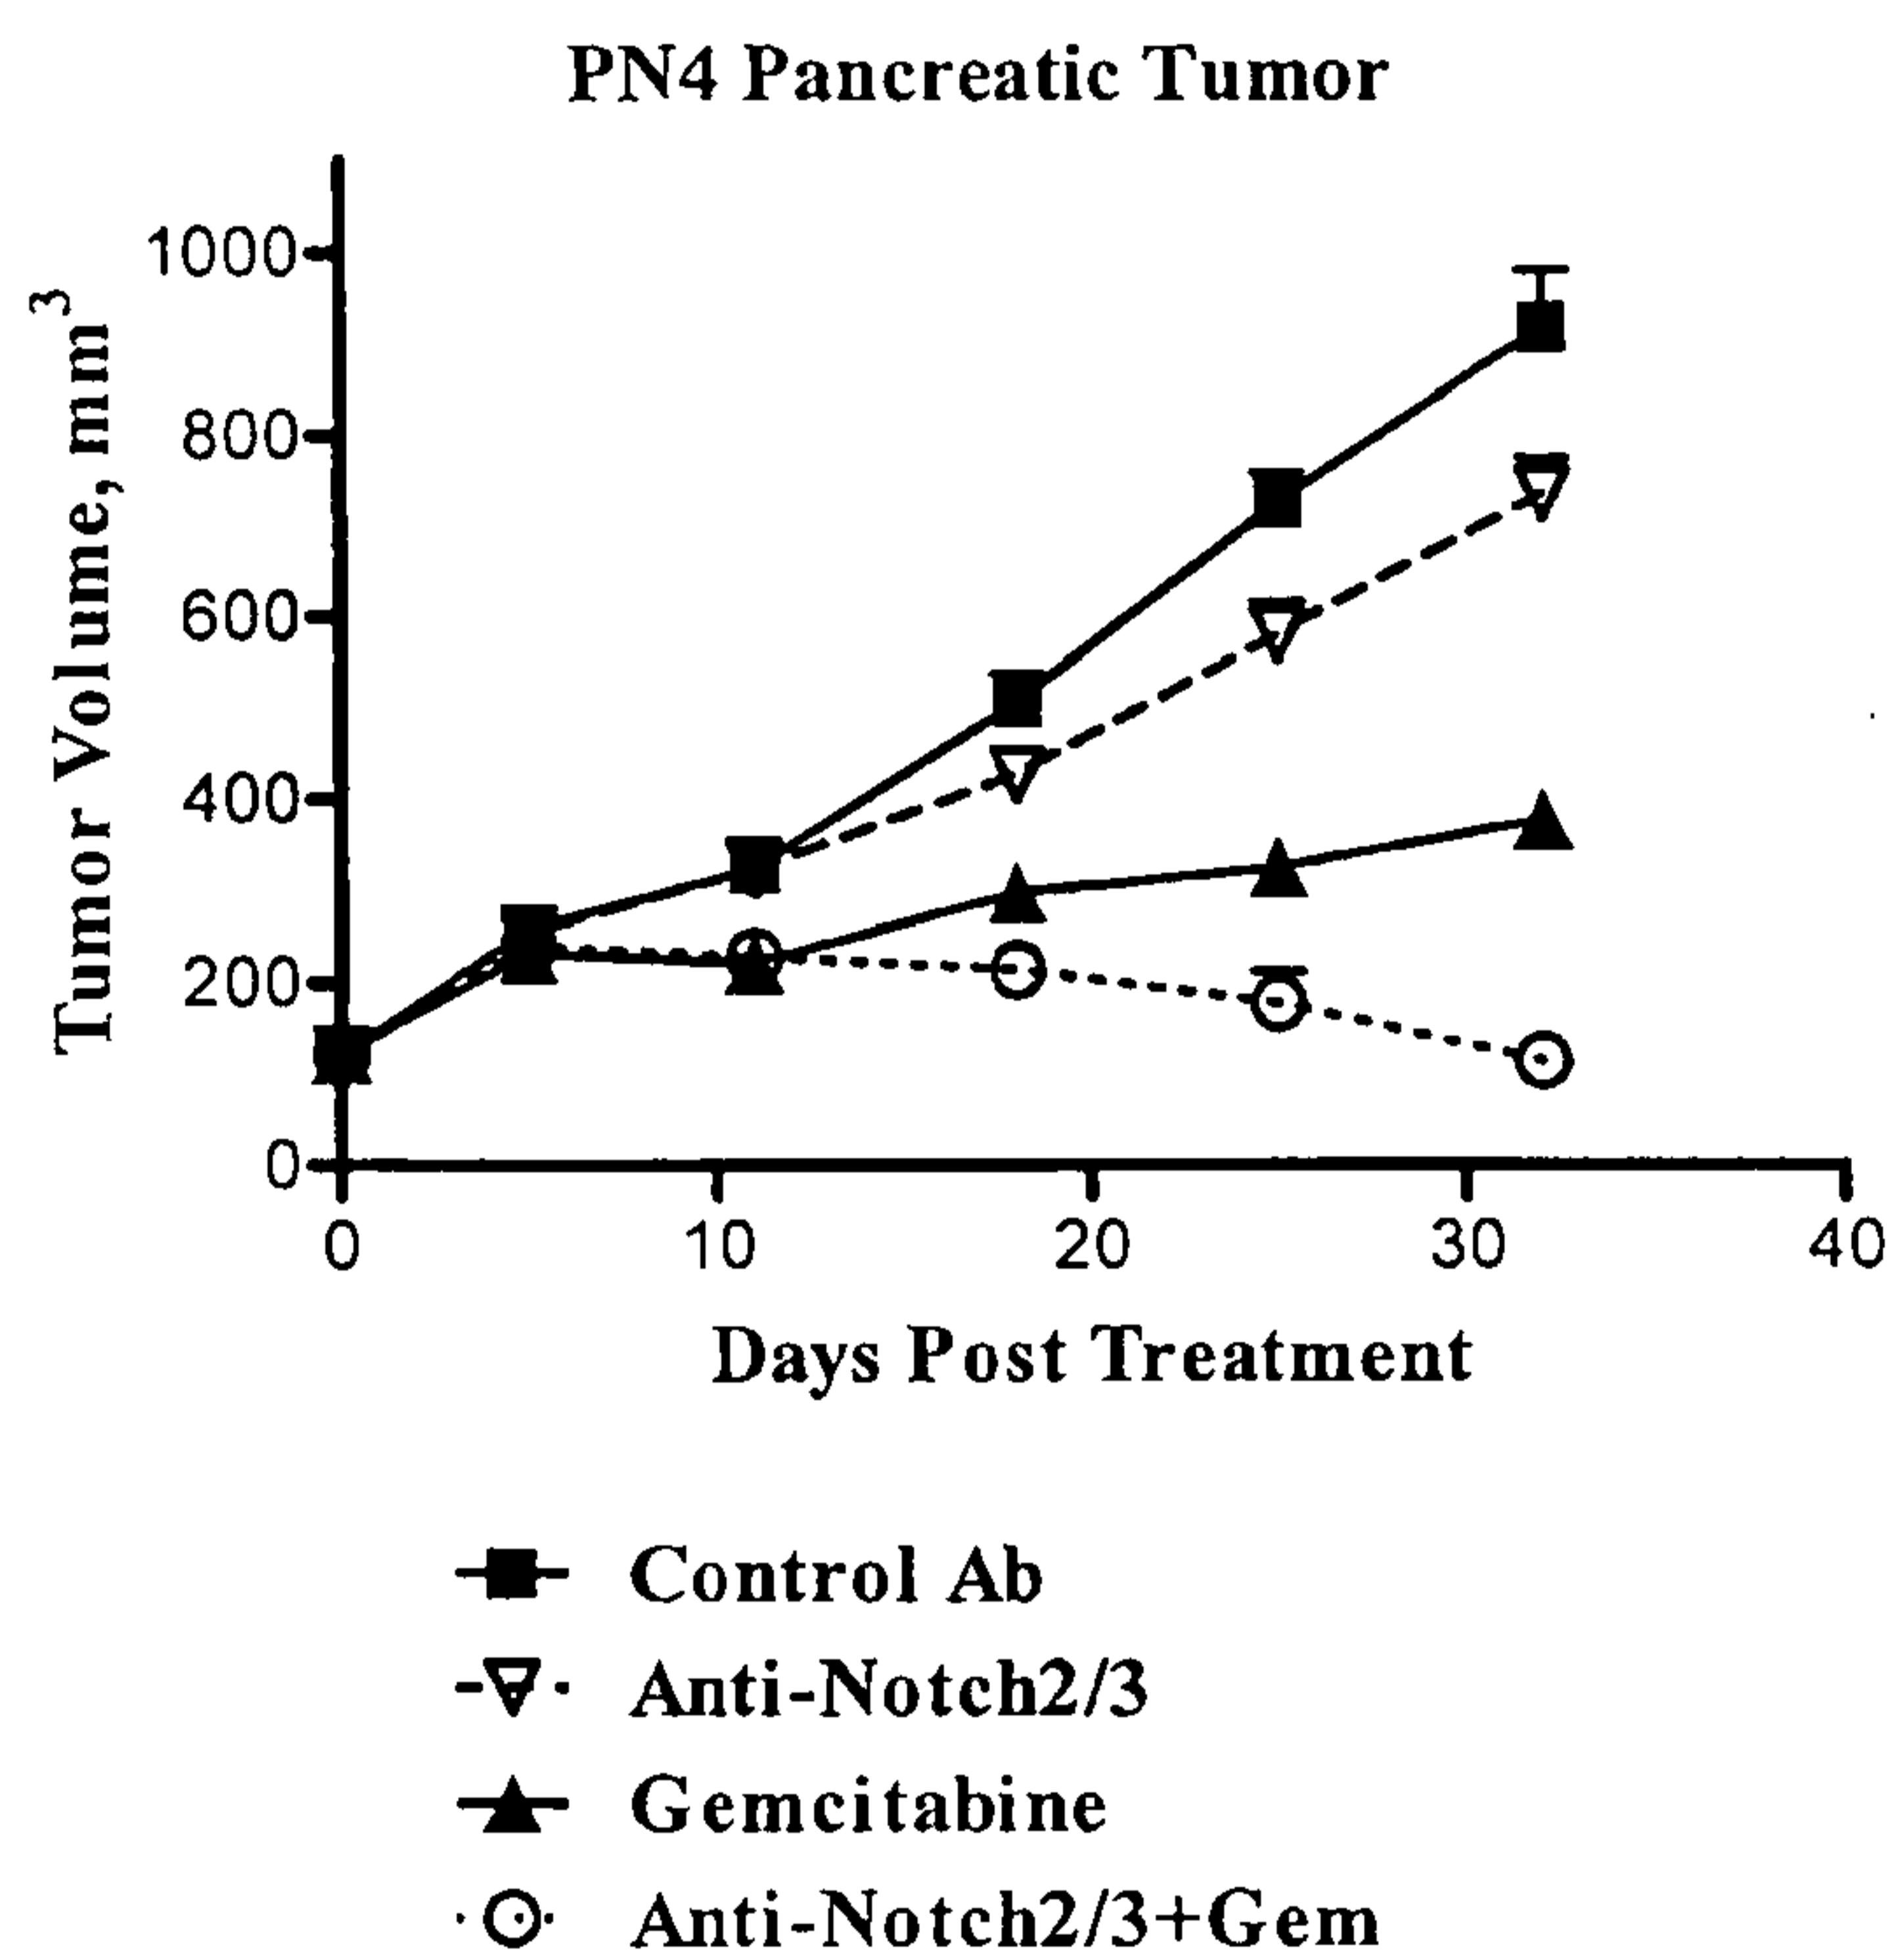 PN4 Pancreatic Tumor
Tumor Volume, mm³
1000
800
600
400
200
0
0 10 20 30 40
Days Post Treatment
Control Ab
Anti-Notch2/3
Gemcitabine
Anti-Notch2/3+Gem